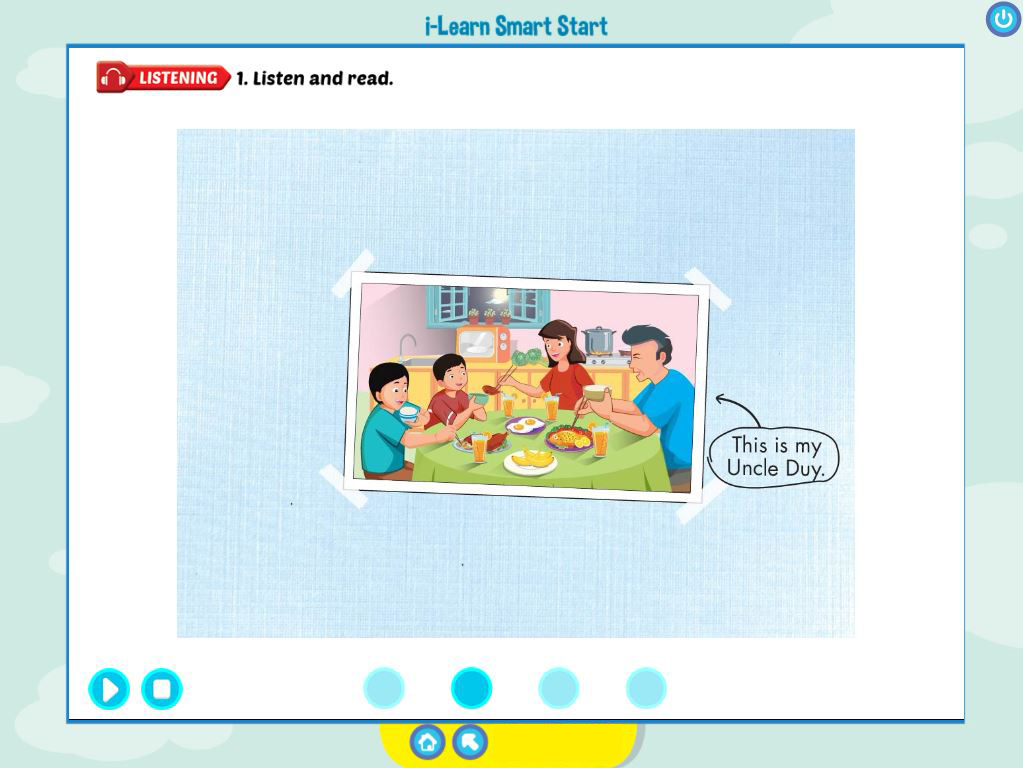 i-Learn Smart Start
LISTENING 1. Listen and read.
This is my
Uncle Duy.